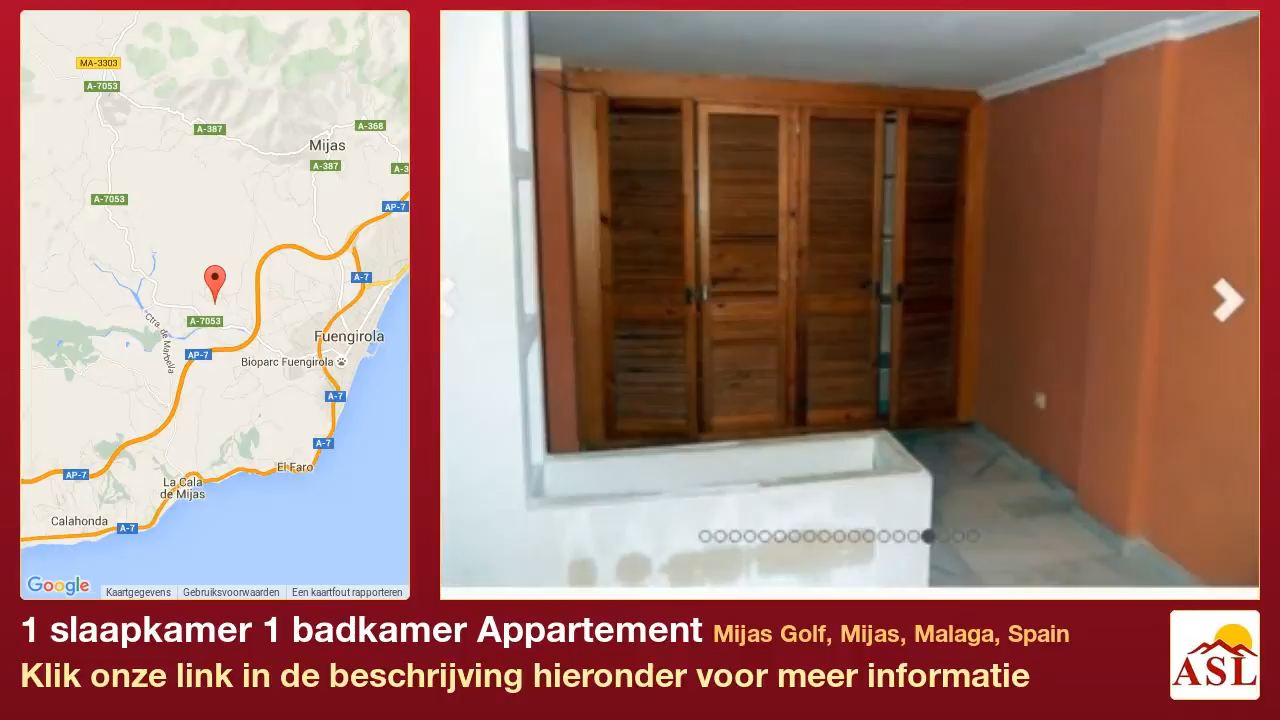 MA-3303
A-7053
A-387
A-368
Mijas
A-387
A-3
A-7053
AP-7
A-7
Ctra. de Marbella
A-7053
Fuengirola
AP-7
Bioparc Fuengirola
A-7
A-7
El Faro
AP-7
La Cala
de Mijas
Calahonda
A-7
Google
Kaartgegevens
Gebruiksvoorwaarden
Een kaartfout rapporteren
1 slaapkamer 1 badkamer Appartement Mijas Golf, Mijas, Malaga, Spain
Klik onze link in de beschrijving hieronder voor meer informatie
ASL